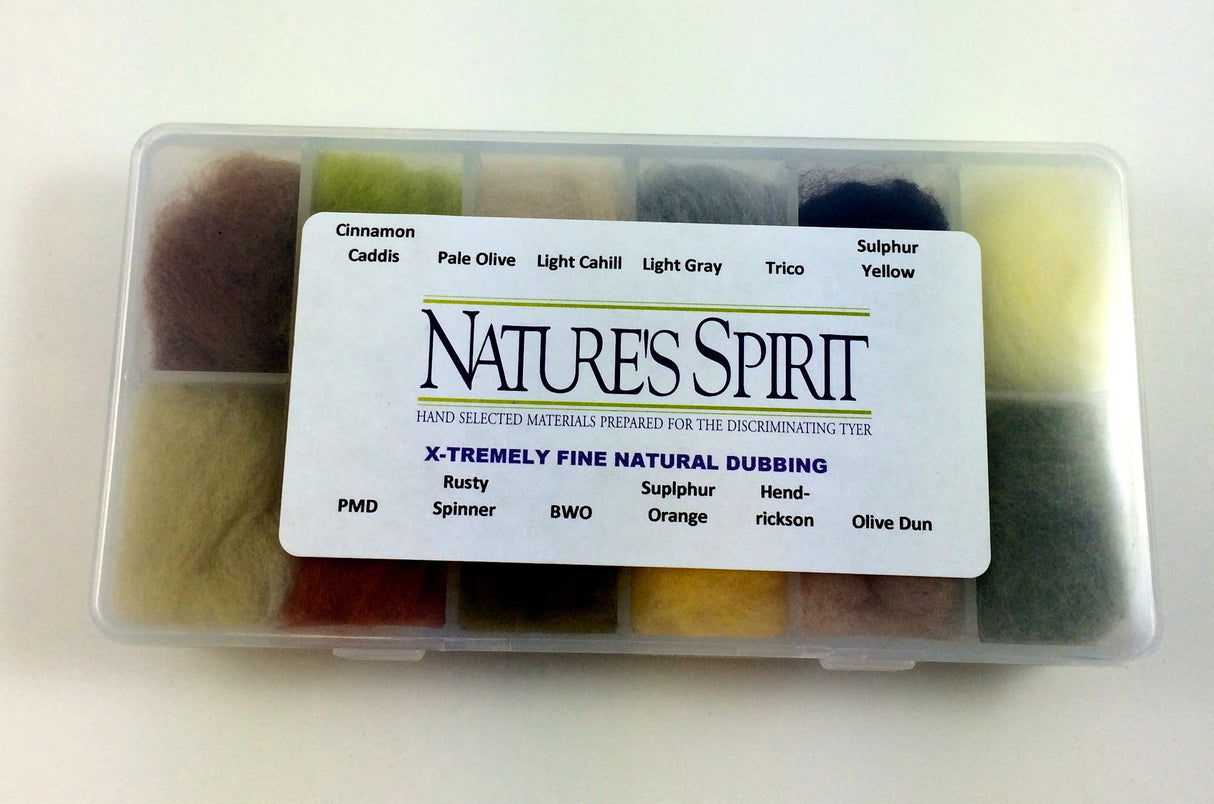 Cinnamon
Caddis
Pale Olive
Light Cahill
Light Gray
Trico
Sulphur
Yellow
NATURE'S SPIRIT
HAND SELECTED MATERIALS PREPARED FOR THE DISCRIMINATING TYER
X-TREMELY FINE NATURAL DUBBING
PMD
Rusty
Spinner
BWO
Suplphur
Orange
Hend-
rickson
Olive Dun